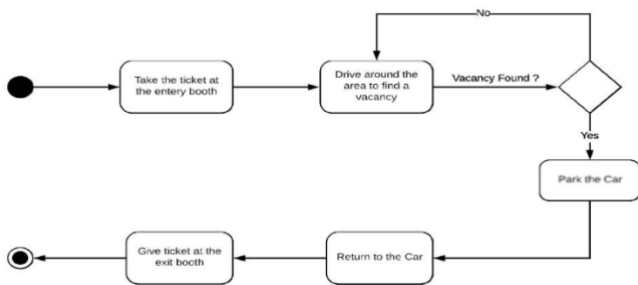 No
Take the ticket at
the entery booth
Drive around the
area to find a
vacancy
Vacancy Found ?
Yes
Park the Car
Return to the Car
Give ticket at the
exit booth